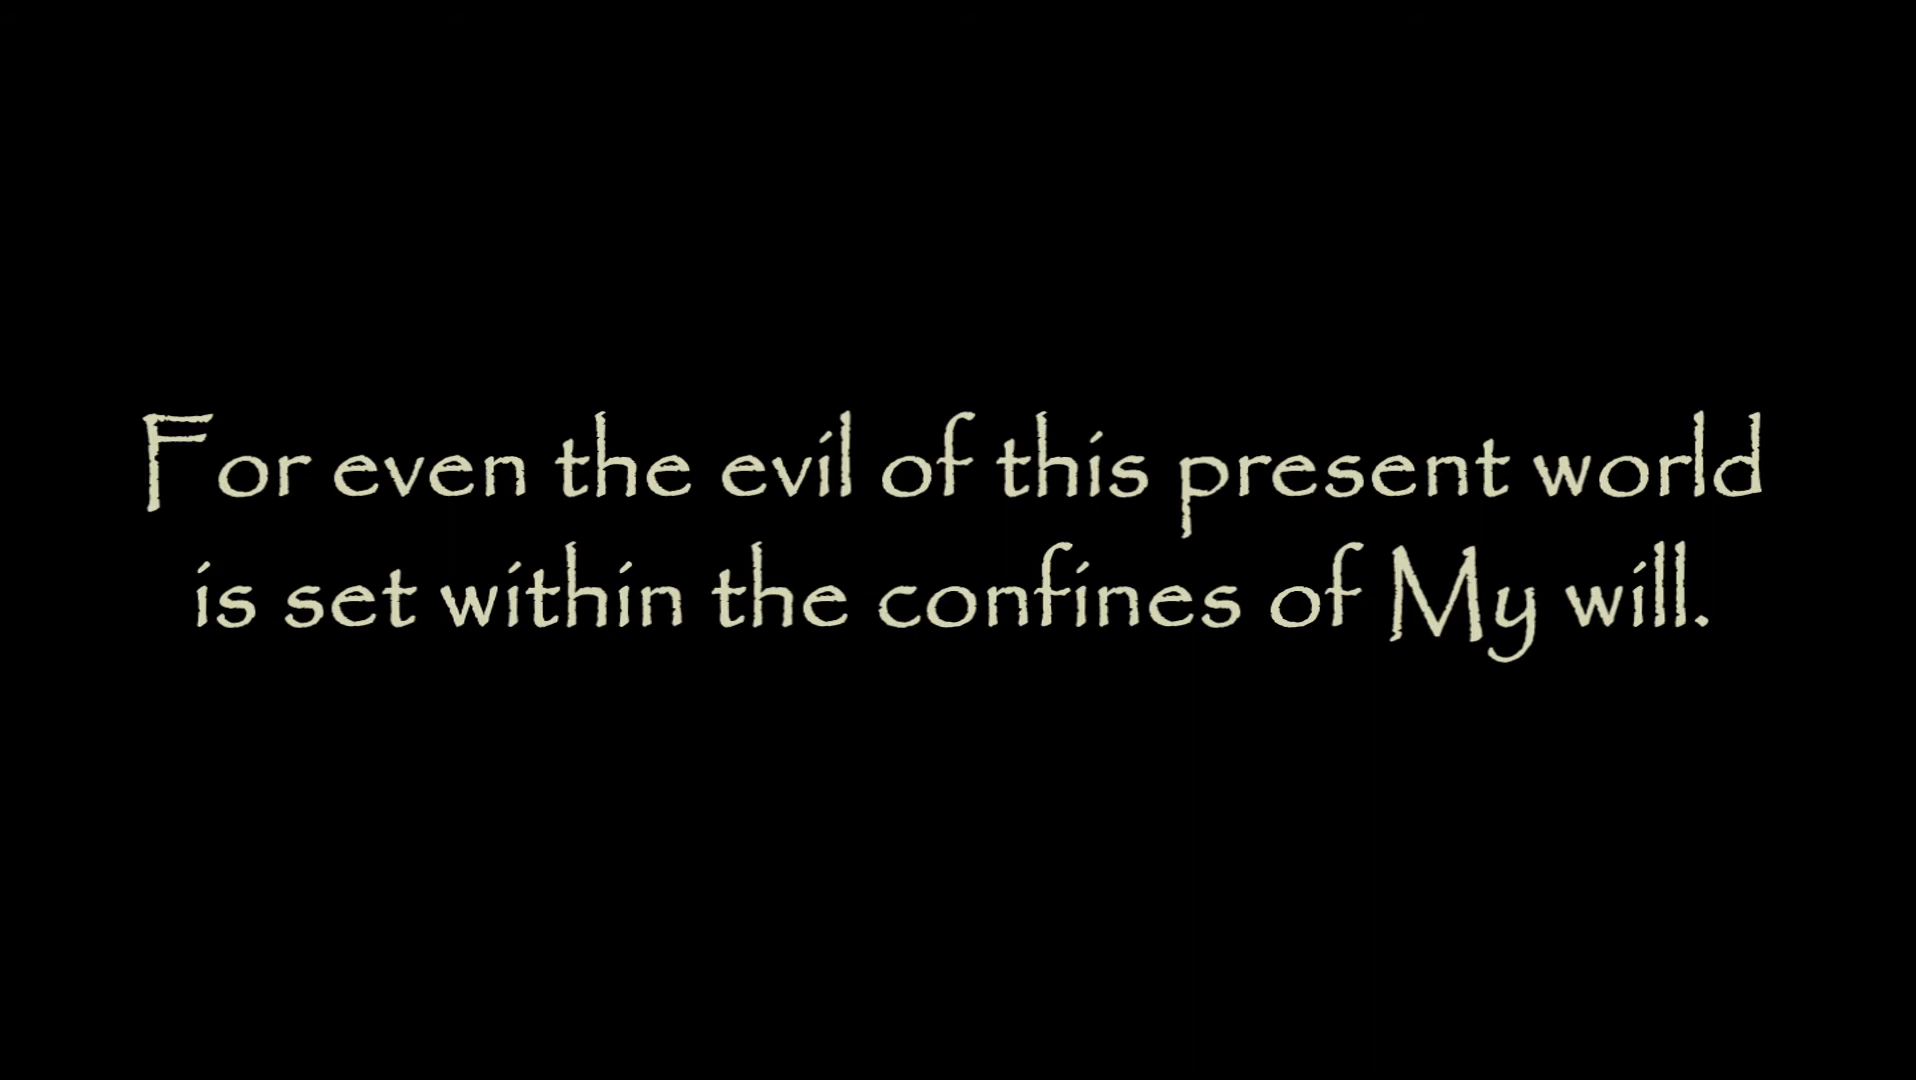 For even the evil of this present world
is set within the confines of My will.